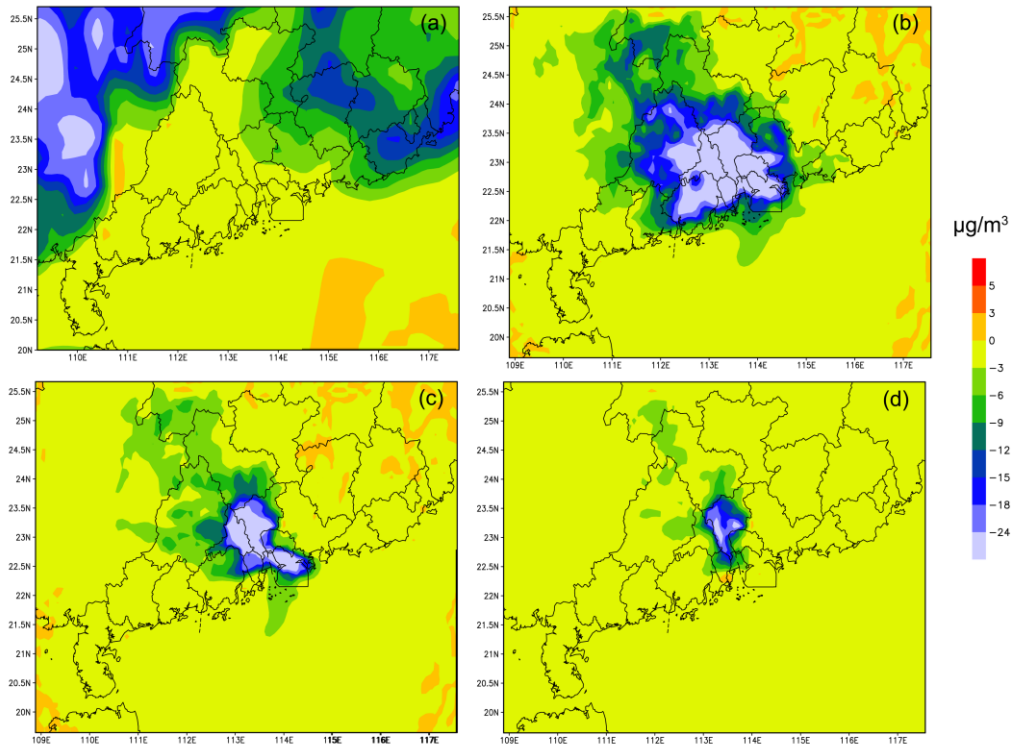 (a)
25.5N
25N
24.5N
24N
23.5N
23N
22.5N
22N
21.5N
21N
20.5N
20N
110E 111E 112E 113E 114E 115E 116E 117E
(b)
25.5N
25N
24.5N
24N
23.5N
23N
22.5N
22N
21.5N
21N
20.5N
20N
109E 110E 111E 112E 113E 114E 115E 116E 117E
μg/m³
5
3
0
−3
−6
−9
−12
−15
−18
−24
(c)
25.5N
25N
24.5N
24N
23.5N
23N
22.5N
22N
21.5N
21N
20.5N
20N
109E 110E 111E 112E 113E 114E 115E 116E 117E
(d)
25.5N
25N
24.5N
24N
23.5N
23N
22.5N
22N
21.5N
21N
20.5N
20N
109E 110E 111E 112E 113E 114E 115E 116E 117E